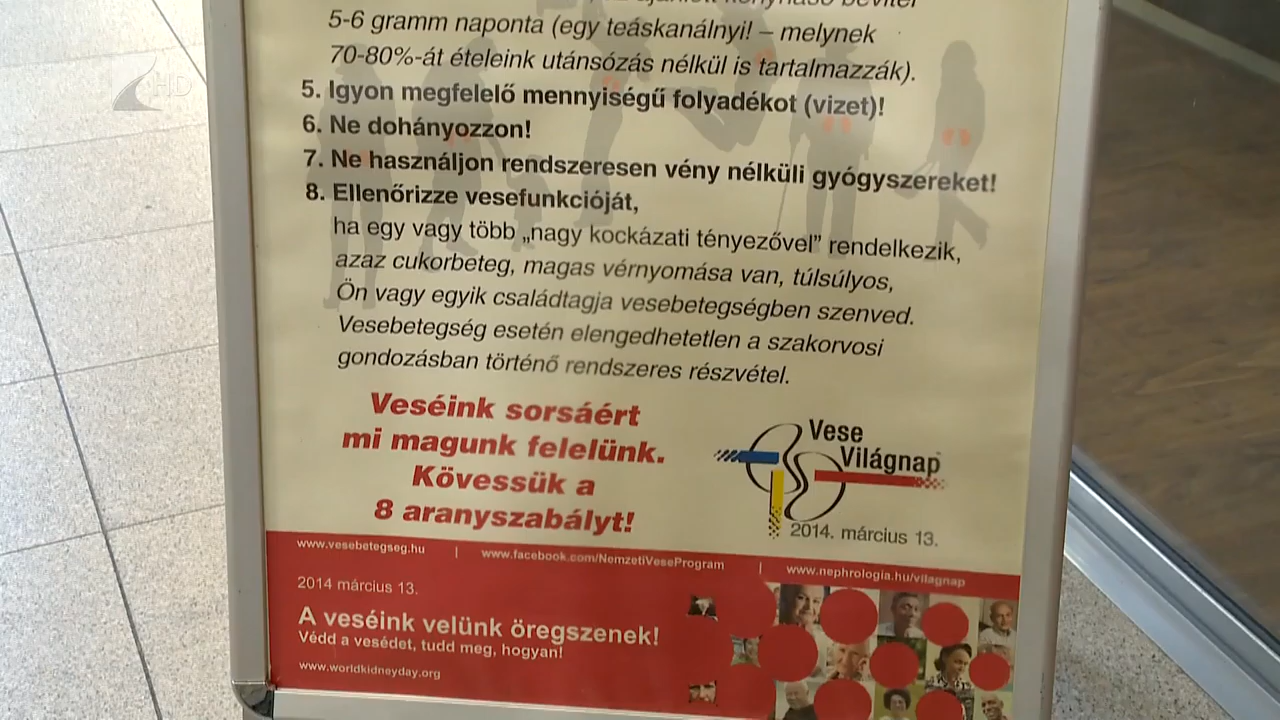 5-6 gramm naponta (egy teáskanálnyi! – melynek
70-80%-át ételeink utánsózás nélkül is tartalmazzák).
5. Igyon megfelelő mennyiségű folyadékot (vizet)!
6. Ne dohányozzon!
7. Ne használjon rendszeresen vény nélküli gyógyszereket!
8. Ellenőrizze vesefunkcióját,
ha egy vagy több „nagy kockázati tényezővel” rendelkezik,
azaz cukorbeteg, magas vérnyomása van, túlsúlyos,
Ön vagy egyik családtagja vesebetegségben szenved.
Vesebetegség esetén elengedhetetlen a szakorvosi
gondozásban történő rendszeres részvétel.
Veséink sorsáért
mi magunk felelünk.
Kövessük a
8 aranyszabályt!
Vese
Világnap
2014. március 13.
www.vesebetegseg.hu | www.facebook.com/NemzetiVeseProgram | www.nephrologia.hu/vilagnap
2014 március 13.
A veséink velünk öregszenek!
Védd a vesédet, tudd meg, hogyan!
www.worldkidneyday.org
HD